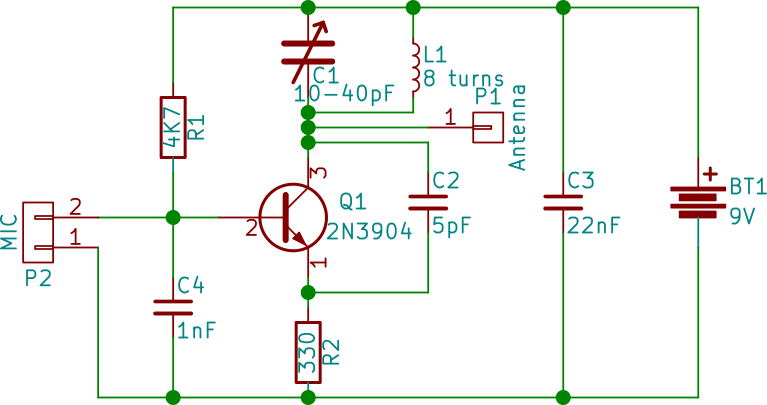 C1
10-40pF
L1
8 turns
P1
1
Antenna
4K7
R1
3
Q1
2N3904
2
1
C2
5pF
C3
22nF
BT1
9V
+
MIC
2
1
P2
C4
1nF
330
R2